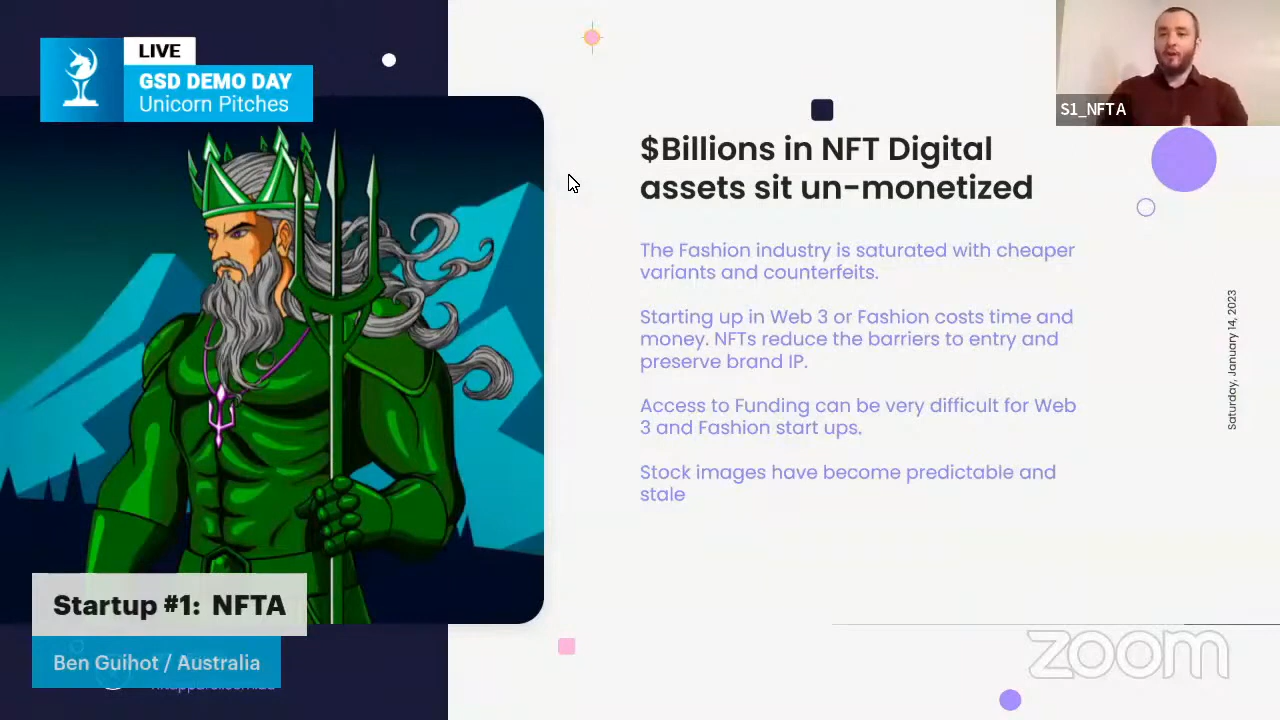 LIVE
GSD DEMO DAY
Unicorn Pitches
S1_NFTA
$Billions in NFT Digital
assets sit un-monetized
The Fashion industry is saturated with cheaper
variants and counterfeits.
Starting up in Web 3 or Fashion costs time and
money. NFTs reduce the barriers to entry and
preserve brand IP.
Access to Funding can be very difficult for Web
3 and Fashion start ups.
Stock images have become predictable and
stale
Saturday, January 14, 2023
Startup #1: NFTA
Ben Guihot / Australia
zoom